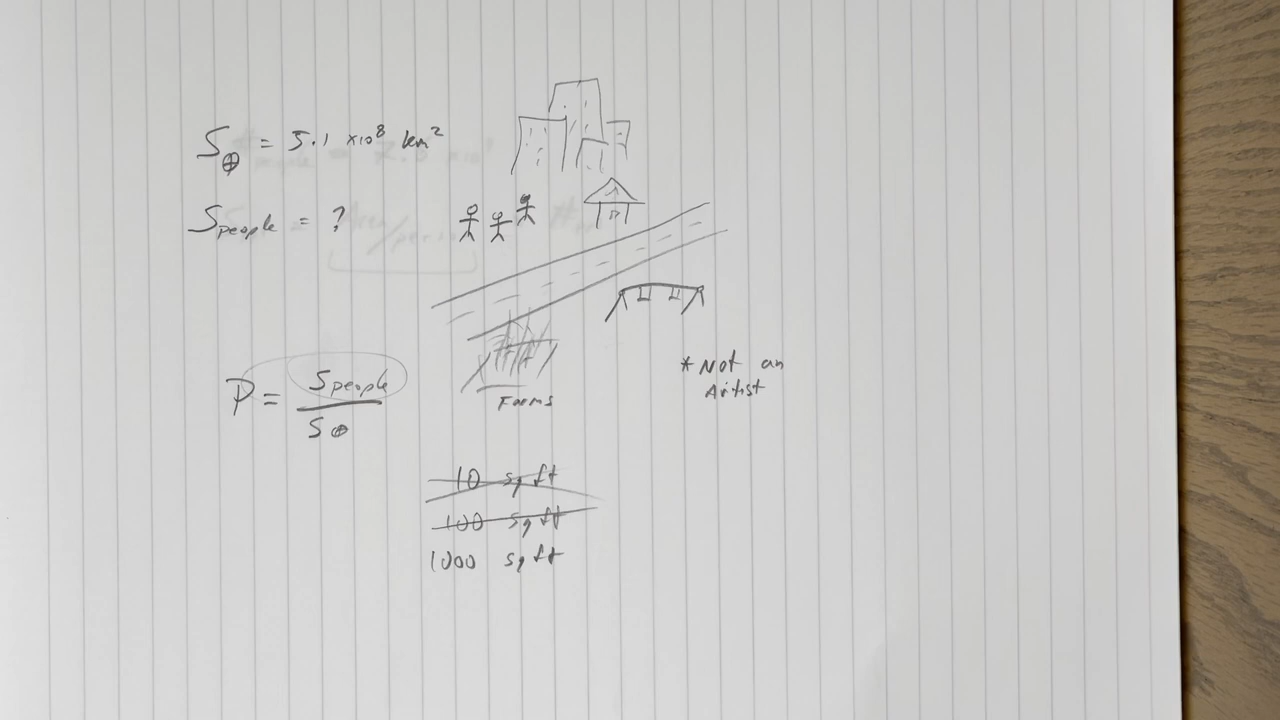 S⊕ = 5.1 ×10⁸ km²
Speople = ?
P = Speople / S⊕
Farms
* Not an
Artist
10 sq ft
100 sq ft
1000 sq ft